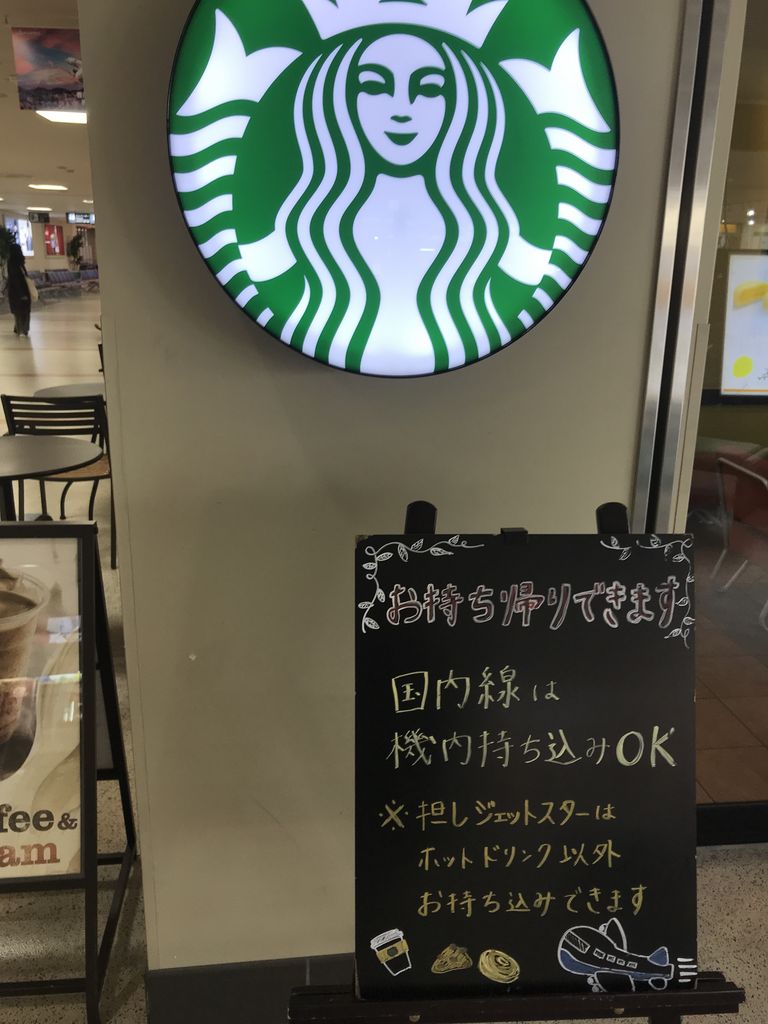 お持ち帰りできます
国内線は
機内持ち込みOK
※担しジェットスターは
ホットドリンク以外
お持ち込みできます
fee&
am